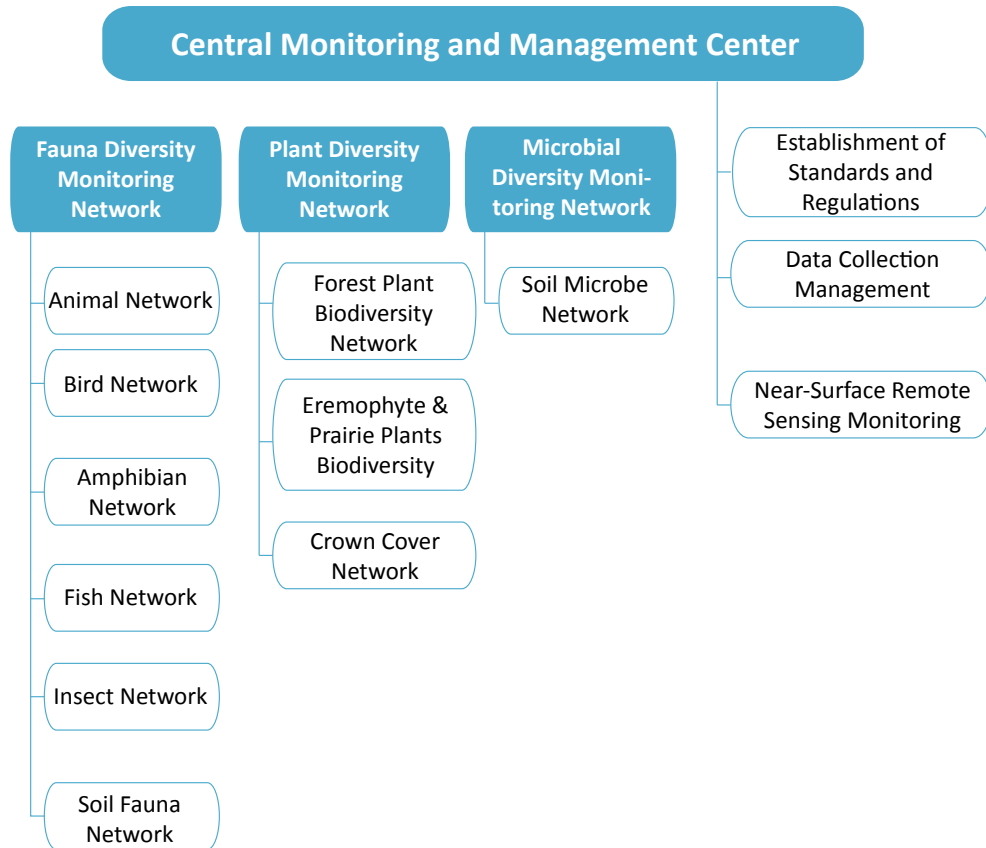 Central Monitoring and Management Center
Fauna Diversity
Monitoring
Network
Animal Network
Bird Network
Amphibian
Network
Fish Network
Insect Network
Soil Fauna
Network
Plant Diversity
Monitoring
Network
Forest Plant
Biodiversity
Network
Eremophyte &
Prairie Plants
Biodiversity
Crown Cover
Network
Microbial
Diversity Moni-
toring Network
Soil Microbe
Network
Establishment of
Standards and
Regulations
Data Collection
Management
Near-Surface Remote
Sensing Monitoring